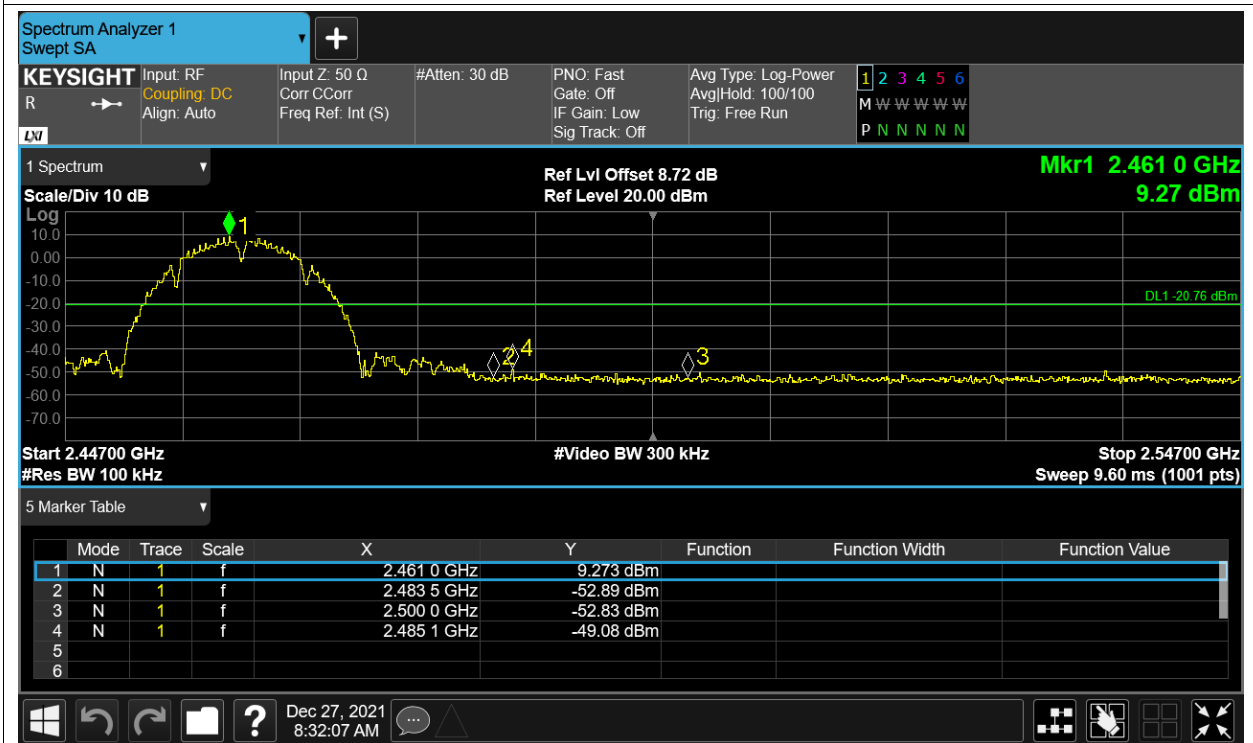 Spectrum Analyzer 1
Swept SA
KEYSIGHT Input: RF Input Z: 50 Ω #Atten: 30 dB PNO: Fast Avg Type: Log-Power 1 2 3 4 5 6
R Coupling: DC Corr CCorr Gate: Off Avg|Hold: 100/100 M W W W W W
Align: Auto Freq Ref: Int (S) IF Gain: Low Trig: Free Run
LXI Sig Track: Off P N N N N N
1 Spectrum Ref Lvl Offset 8.72 dB Mkr1 2.461 0 GHz
Scale/Div 10 dB Ref Level 20.00 dBm 9.27 dBm
Log
1
10.0
0.00
-10.0
-20.0 DL1 -20.76 dBm
-30.0
-40.0 2 4 3
-50.0
-60.0
-70.0
Start 2.44700 GHz #Video BW 300 kHz Stop 2.54700 GHz
#Res BW 100 kHz Sweep 9.60 ms (1001 pts)
5 Marker Table
Mode Trace Scale X Y Function Function Width Function Value
1 N 1 f 2.461 0 GHz 9.273 dBm
2 N 1 f 2.483 5 GHz -52.89 dBm
3 N 1 f 2.500 0 GHz -52.83 dBm
4 N 1 f 2.485 1 GHz -49.08 dBm
5
6
? Dec 27, 2021
8:32:07 AM